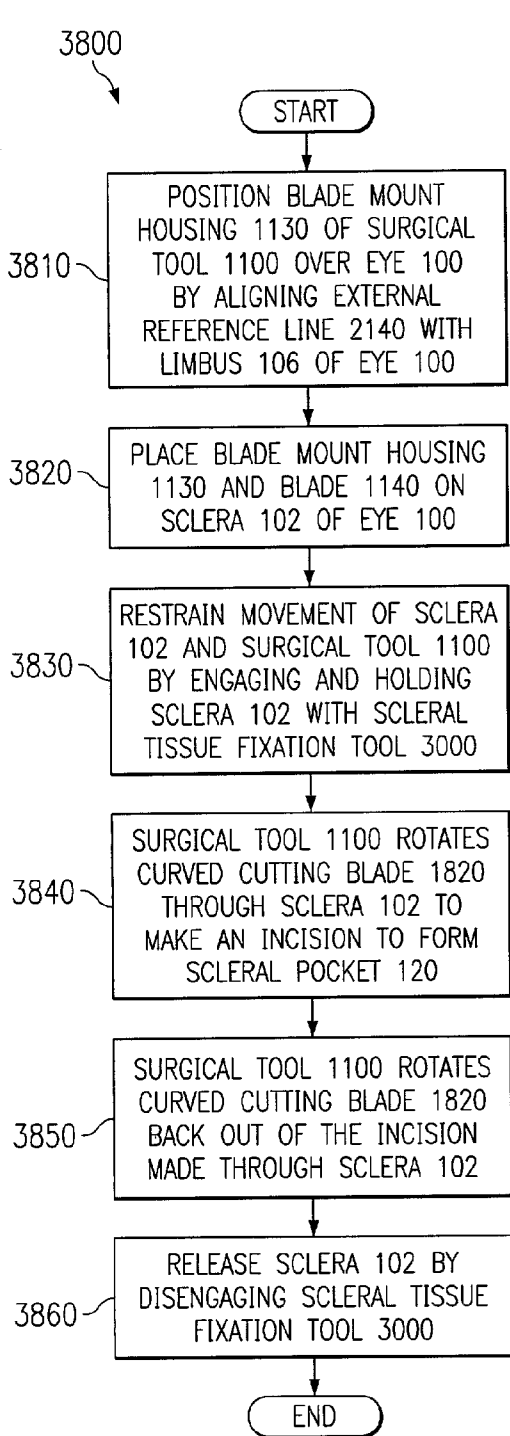 3800
START
3810
POSITION BLADE MOUNT
HOUSING 1130 OF SURGICAL
TOOL 1100 OVER EYE 100
BY ALIGNING EXTERNAL
REFERENCE LINE 2140 WITH
LIMBUS 106 OF EYE 100
3820
PLACE BLADE MOUNT HOUSING
1130 AND BLADE 1140 ON
SCLERA 102 OF EYE 100
3830
RESTRAIN MOVEMENT OF SCLERA
102 AND SURGICAL TOOL 1100
BY ENGAGING AND HOLDING
SCLERA 102 WITH SCLERAL
TISSUE FIXATION TOOL 3000
3840
SURGICAL TOOL 1100 ROTATES
CURVED CUTTING BLADE 1820
THROUGH SCLERA 102 TO
MAKE AN INCISION TO FORM
SCLERAL POCKET 120
3850
SURGICAL TOOL 1100 ROTATES
CURVED CUTTING BLADE 1820
BACK OUT OF THE INCISION
MADE THROUGH SCLERA 102
3860
RELEASE SCLERA 102 BY
DISENGAGING SCLERAL TISSUE
FIXATION TOOL 3000
END